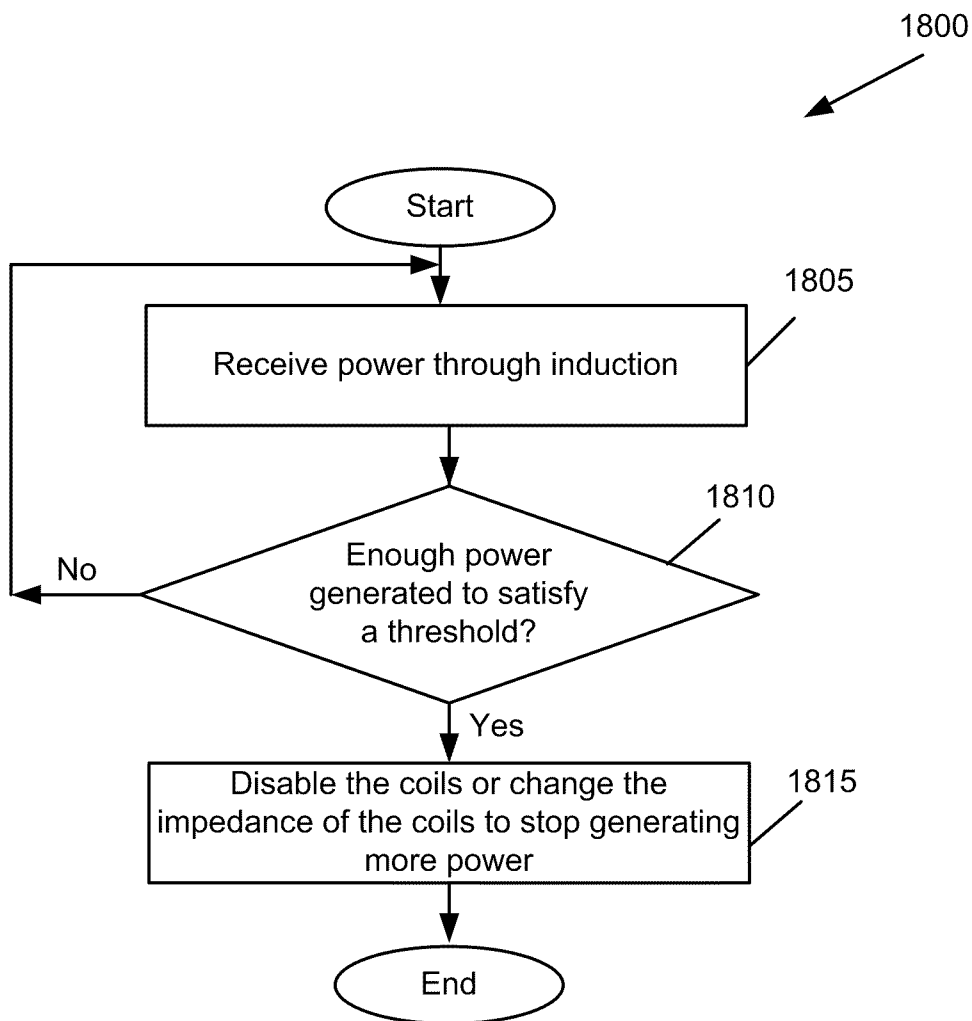 1800
Start
1805
Receive power through induction
1810
Enough power
generated to satisfy
a threshold?
No
Yes
1815
Disable the coils or change the
impedance of the coils to stop generating
more power
End